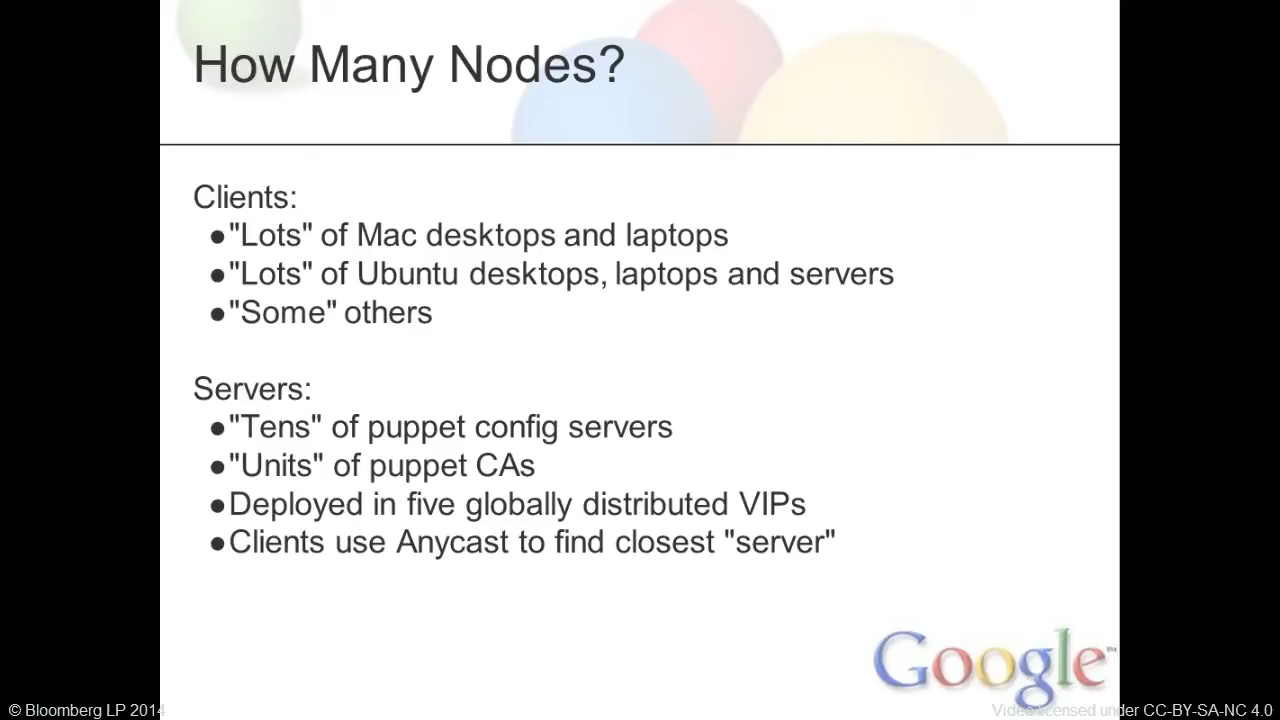 How Many Nodes?
Clients:
●"Lots" of Mac desktops and laptops
●"Lots" of Ubuntu desktops, laptops and servers
●"Some" others
Servers:
●"Tens" of puppet config servers
●"Units" of puppet CAs
●Deployed in five globally distributed VIPs
●Clients use Anycast to find closest "server"
Google™
© Bloomberg LP 2014
Video licensed under CC-BY-SA-NC 4.0